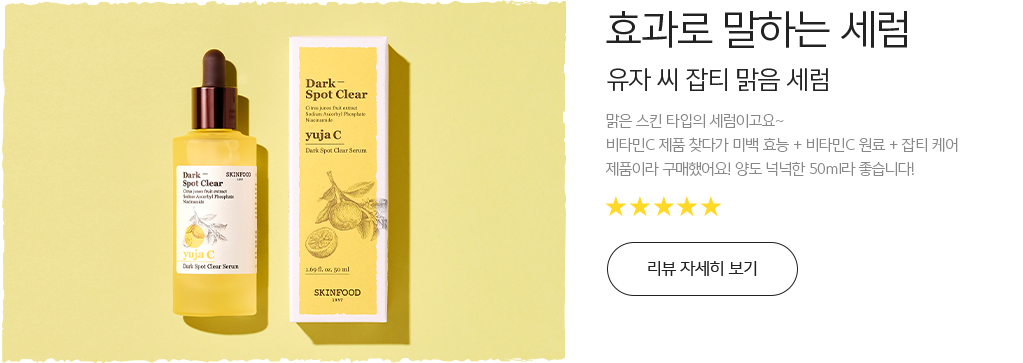 효과로 말하는 세럼
유자 씨 잡티 맑음 세럼
맑은 스킨 타입의 세럼이고요~
비타민C 제품 찾다가 미백 효능 + 비타민C 원료 + 잡티 케어
제품이라 구매했어요! 양도 넉넉한 50ml라 좋습니다!
리뷰 자세히 보기
Dark —
Spot Clear
SKINFOOD
1957
Citrus junos fruit extract
Sodium Ascorbyl Phosphate
Niacinamide
yuja C
Dark Spot Clear Serum
Dark —
Spot Clear
Citrus junos fruit extract
Sodium Ascorbyl Phosphate
Niacinamide
yuja C
Dark Spot Clear Serum
1.69 fl. oz. 50 ml
SKINFOOD
1957